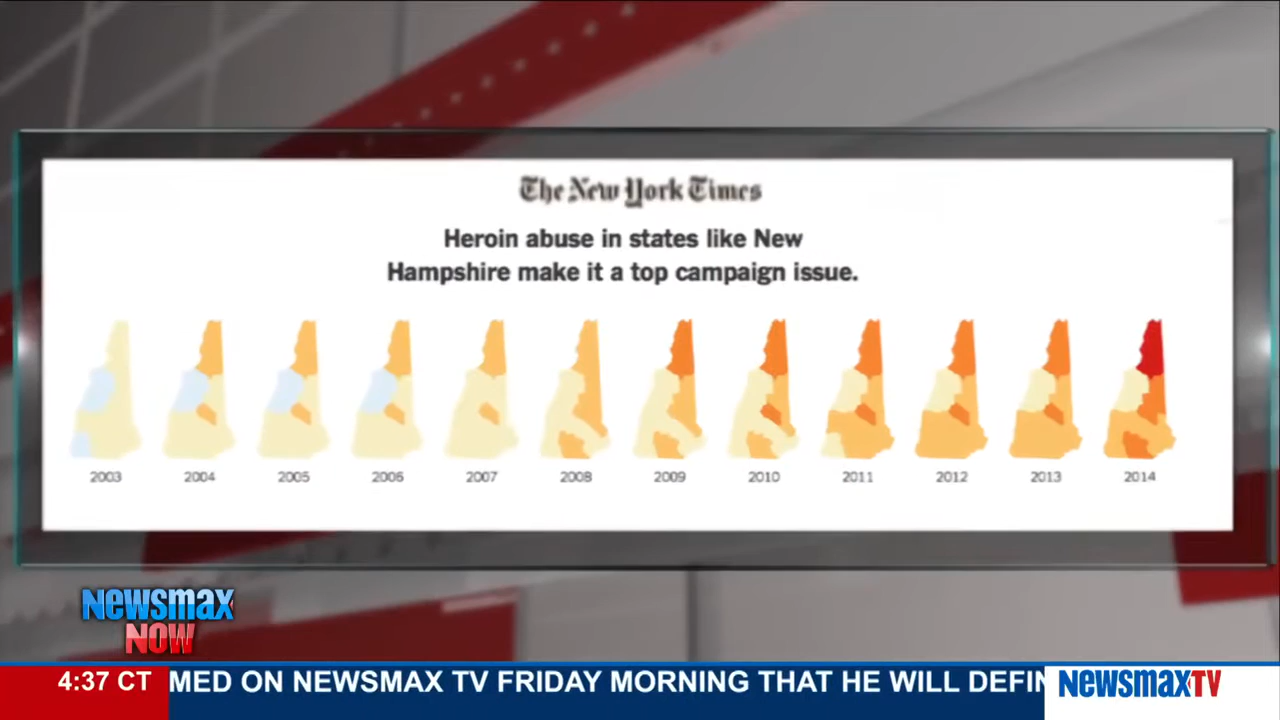 The New York Times
Heroin abuse in states like New
Hampshire make it a top campaign issue.
2003 2004 2005 2006 2007 2008 2009 2010 2011 2012 2013 2014
NEWSMAX
NOW
4:37 CT MED ON NEWSMAX TV FRIDAY MORNING THAT HE WILL DEFIN NEWSMAXTV